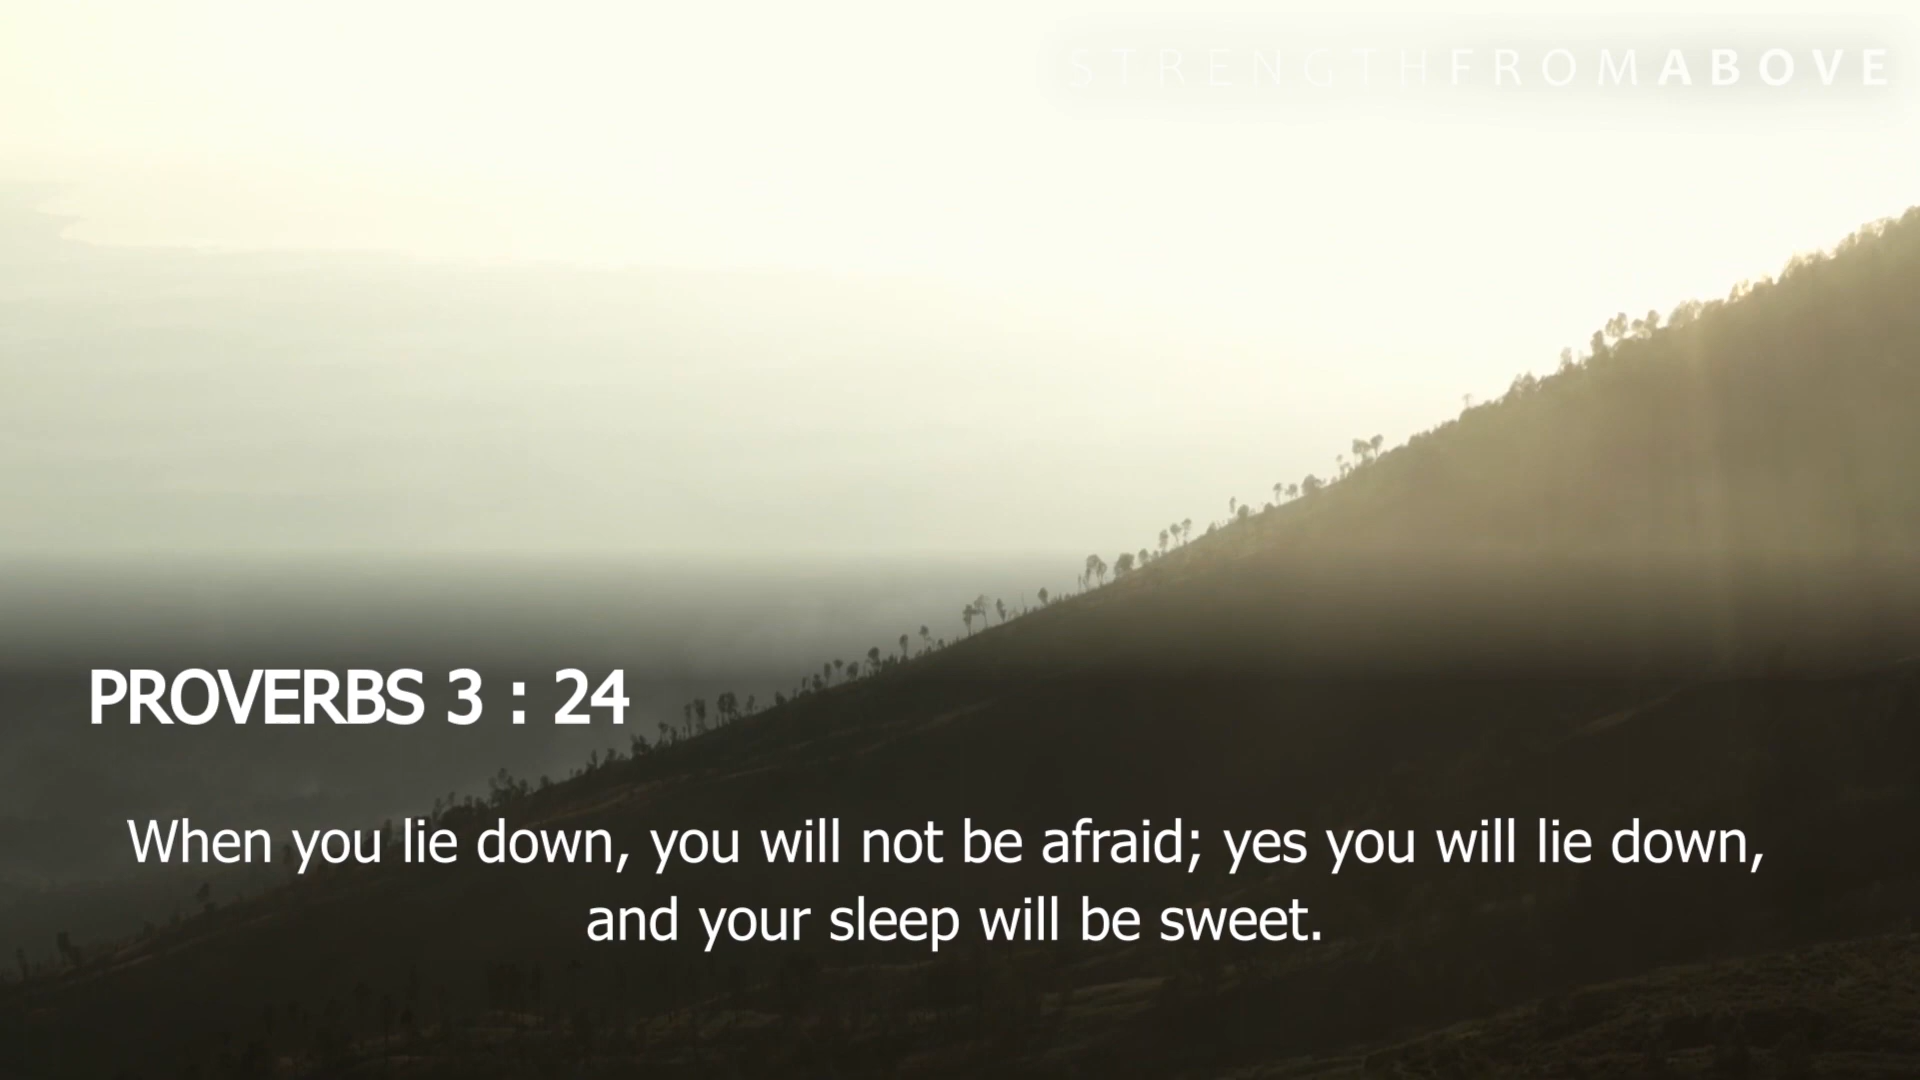 STRENGTHFROMABOVE
PROVERBS 3 : 24
When you lie down, you will not be afraid; yes you will lie down,
and your sleep will be sweet.